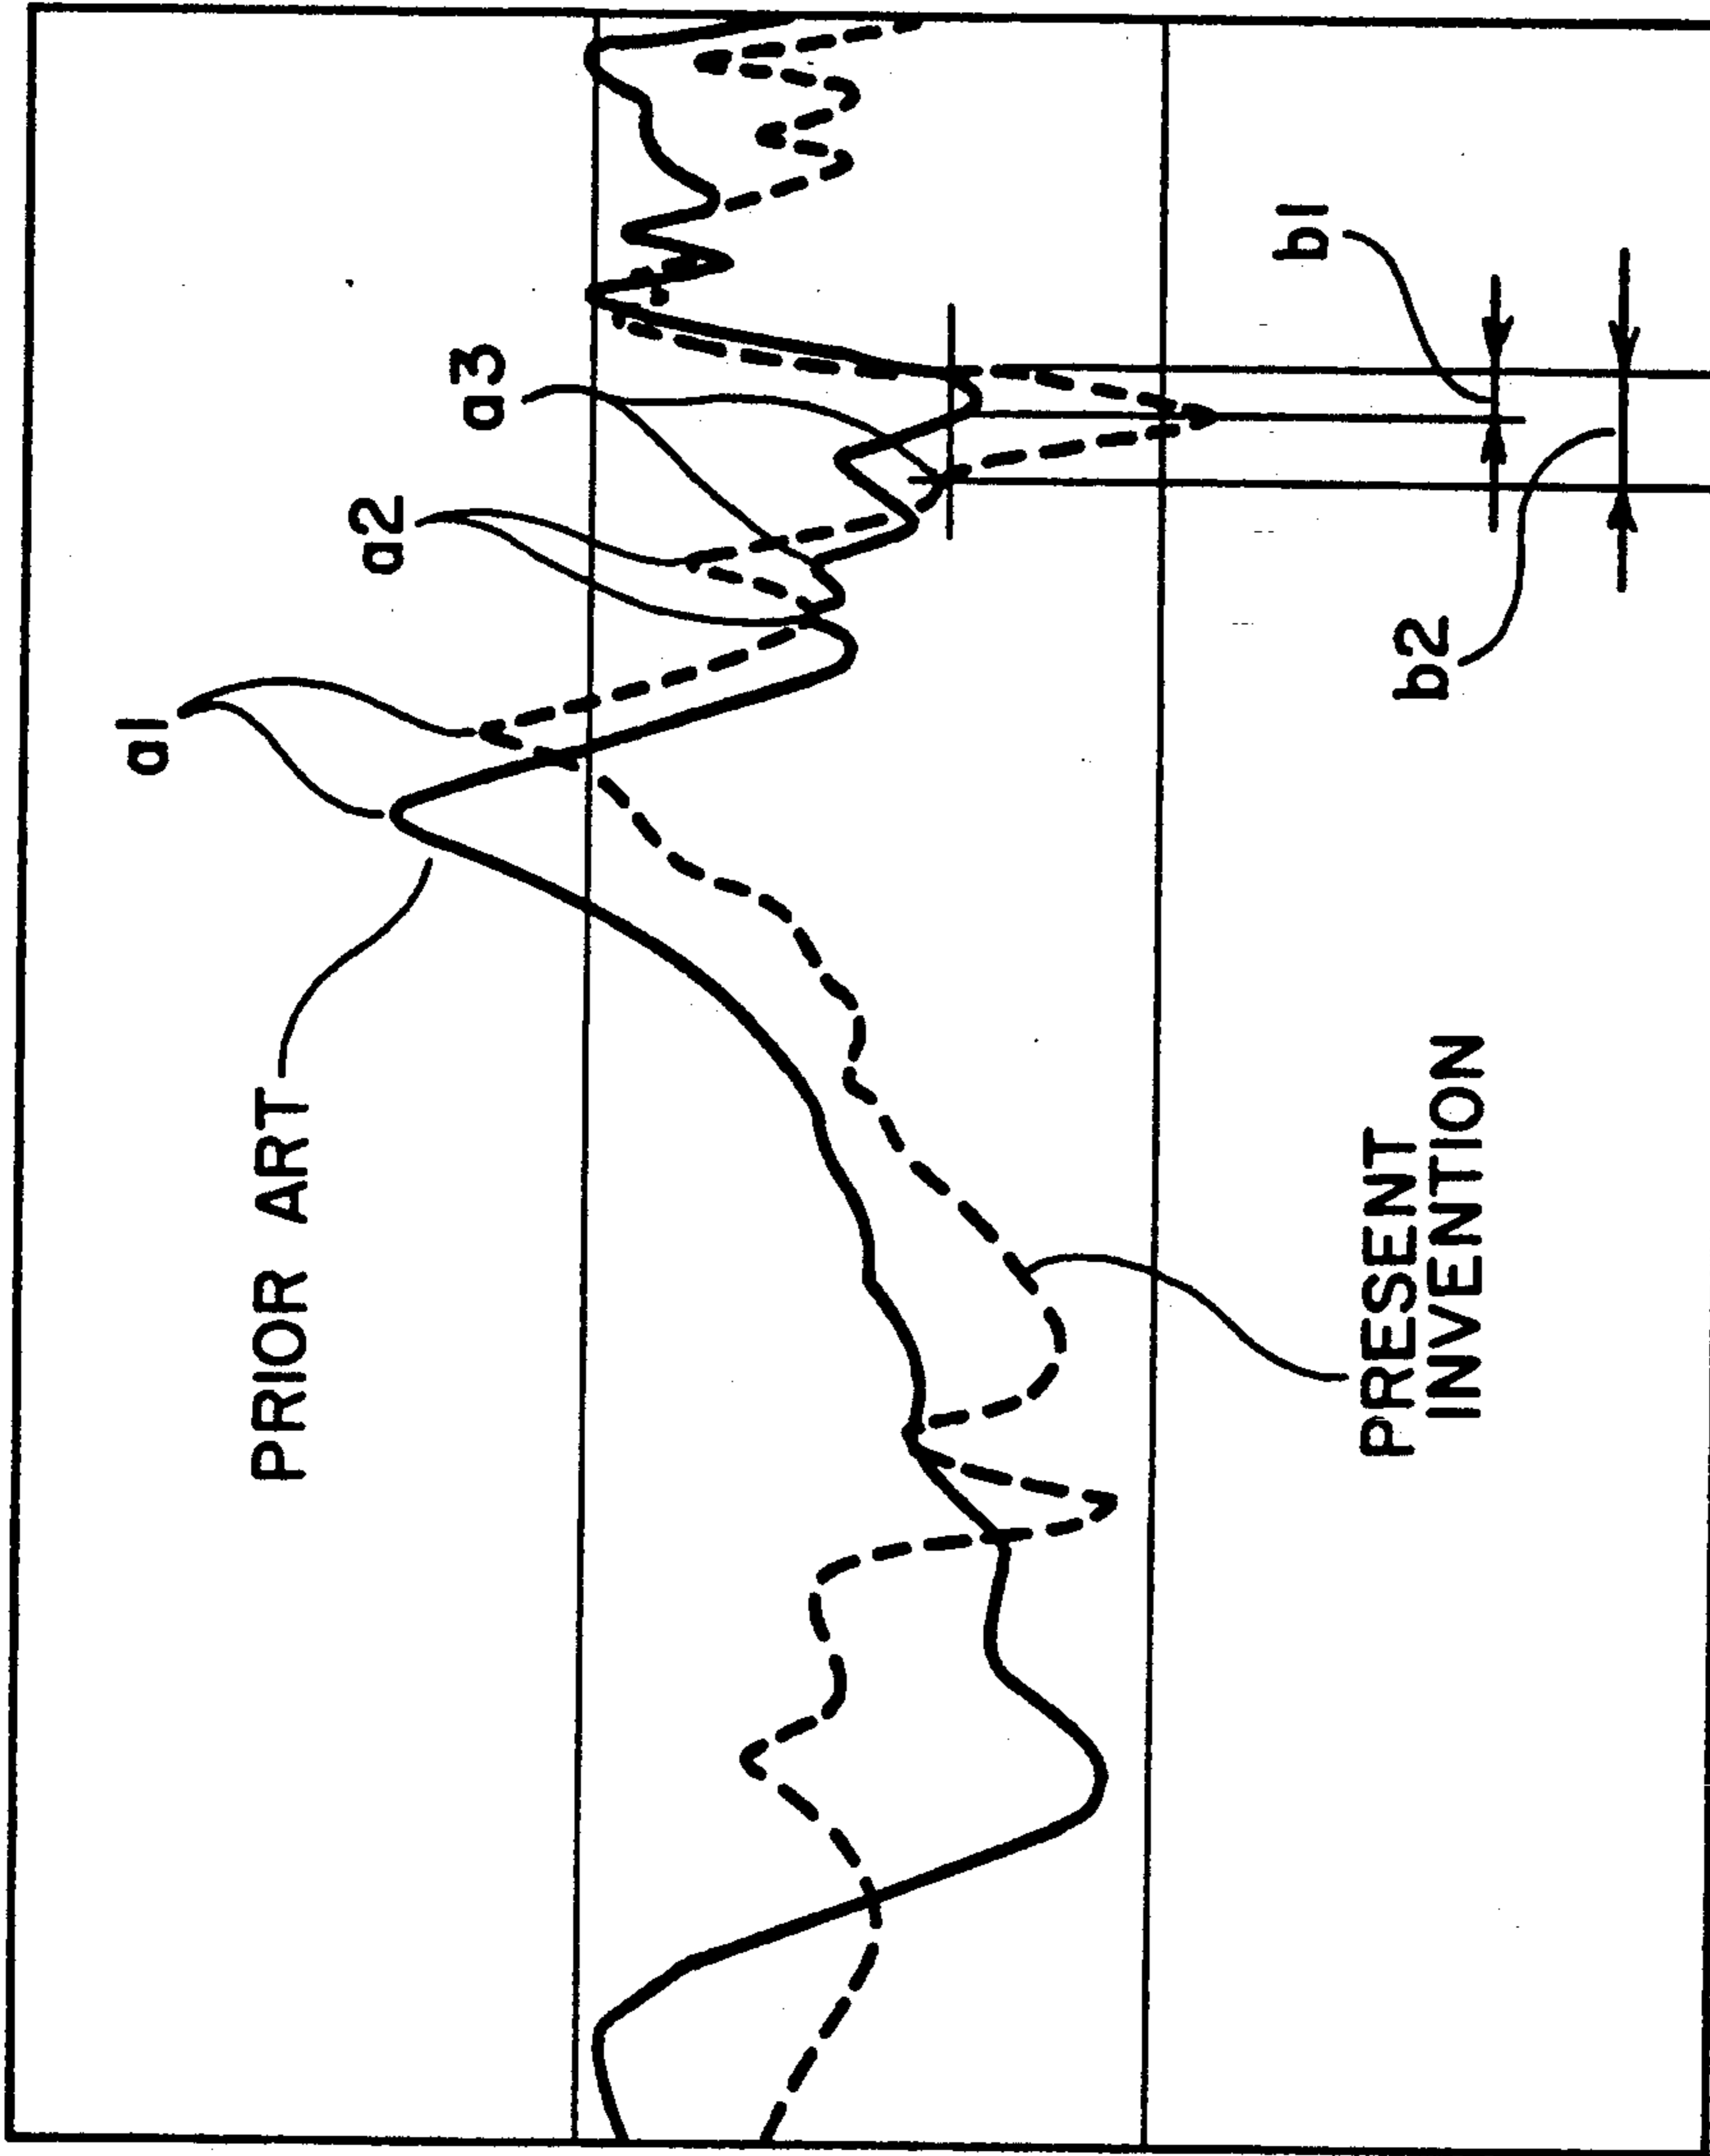 PRIOR ART
a1
a2
a3
b1
b2
PRESENT
INVENTION